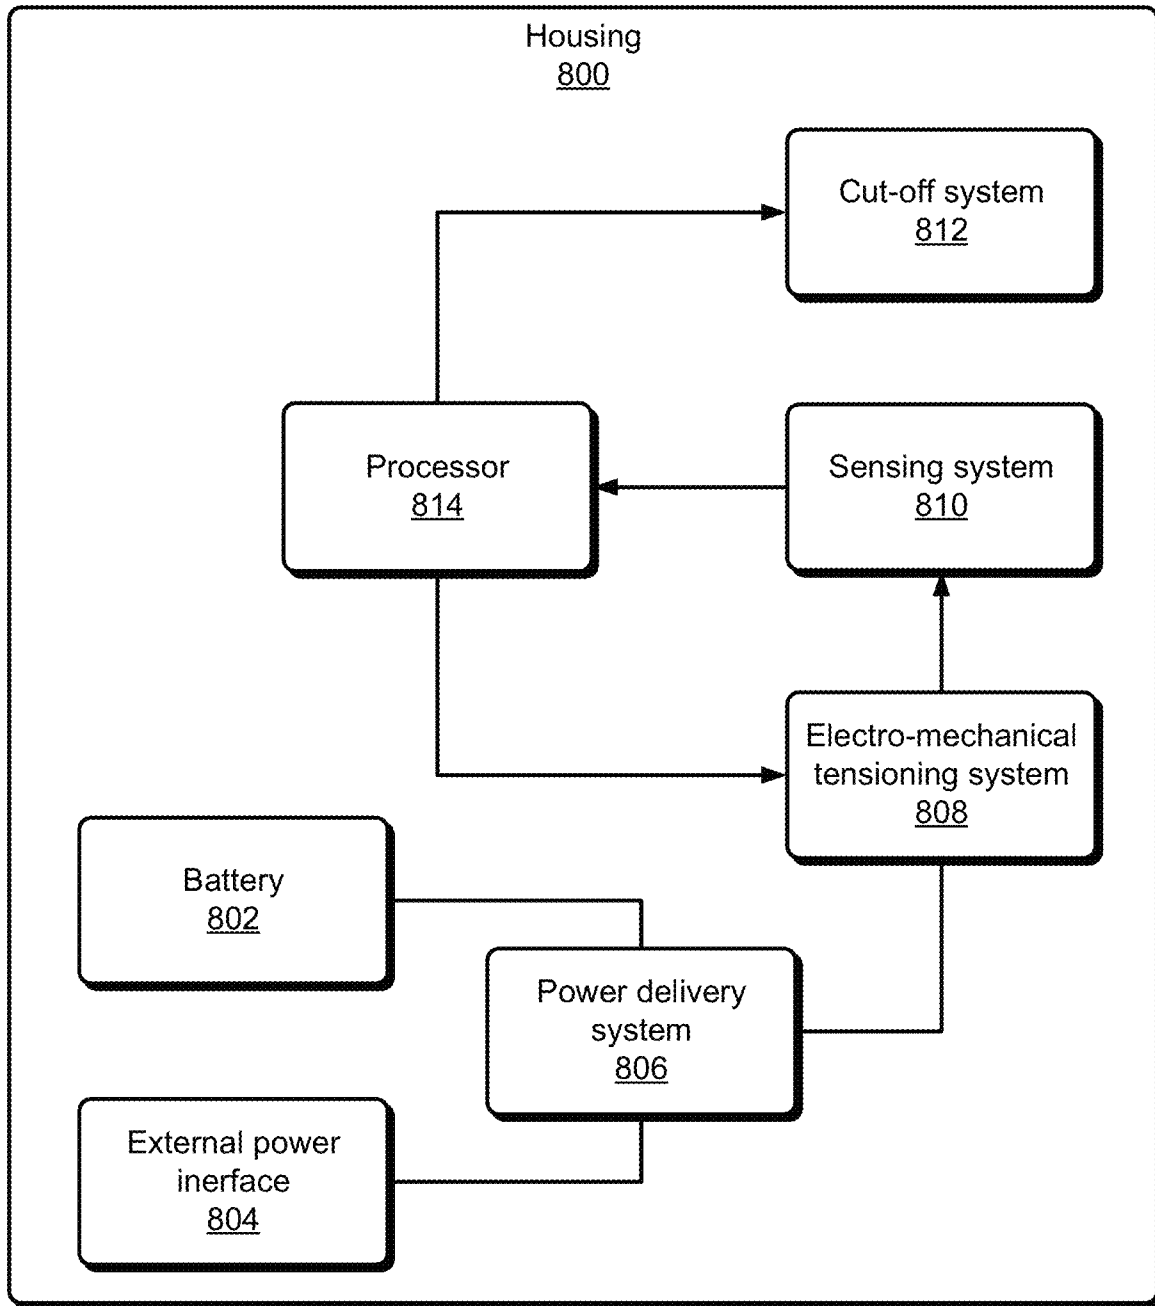 Housing
800
Cut-off system
812
Processor
814
Sensing system
810
Electro-mechanical
tensioning system
808
Battery
802
Power delivery
system
806
External power
inerface
804